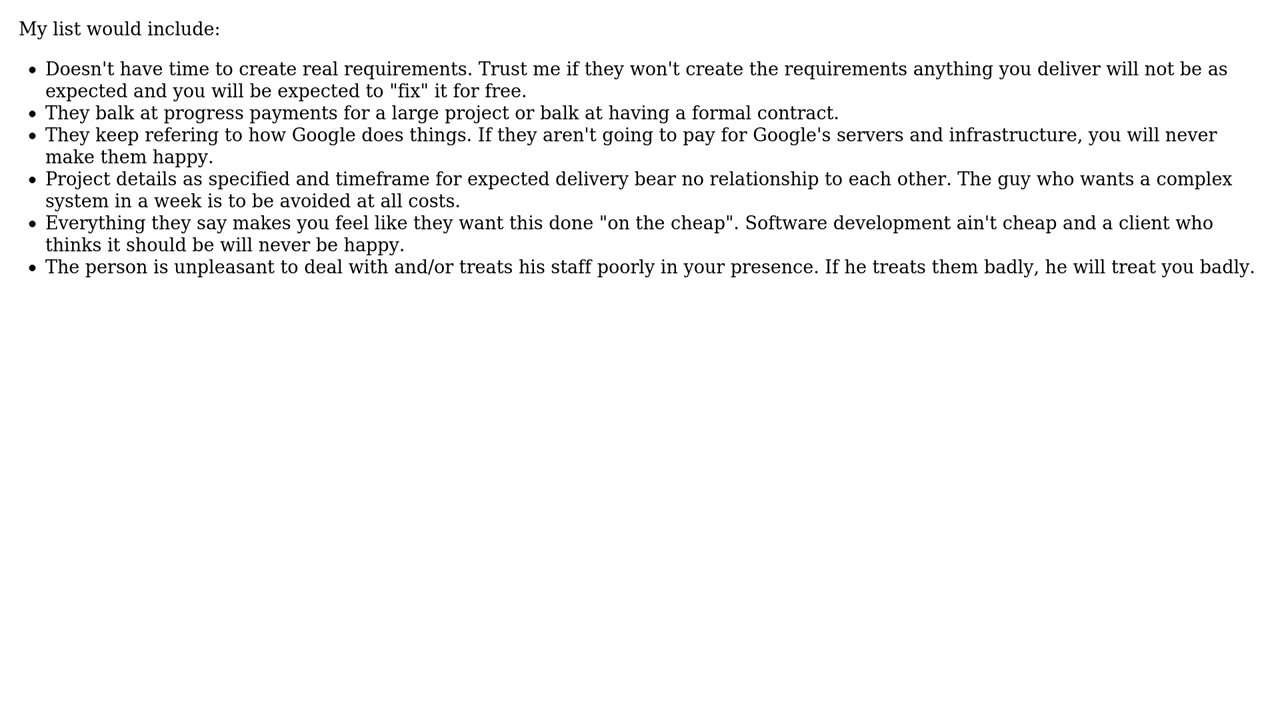 My list would include:
• Doesn't have time to create real requirements. Trust me if they won't create the requirements anything you deliver will not be as
expected and you will be expected to "fix" it for free.
• They balk at progress payments for a large project or balk at having a formal contract.
• They keep refering to how Google does things. If they aren't going to pay for Google's servers and infrastructure, you will never
make them happy.
• Project details as specified and timeframe for expected delivery bear no relationship to each other. The guy who wants a complex
system in a week is to be avoided at all costs.
• Everything they say makes you feel like they want this done "on the cheap". Software development ain't cheap and a client who
thinks it should be will never be happy.
• The person is unpleasant to deal with and/or treats his staff poorly in your presence. If he treats them badly, he will treat you badly.